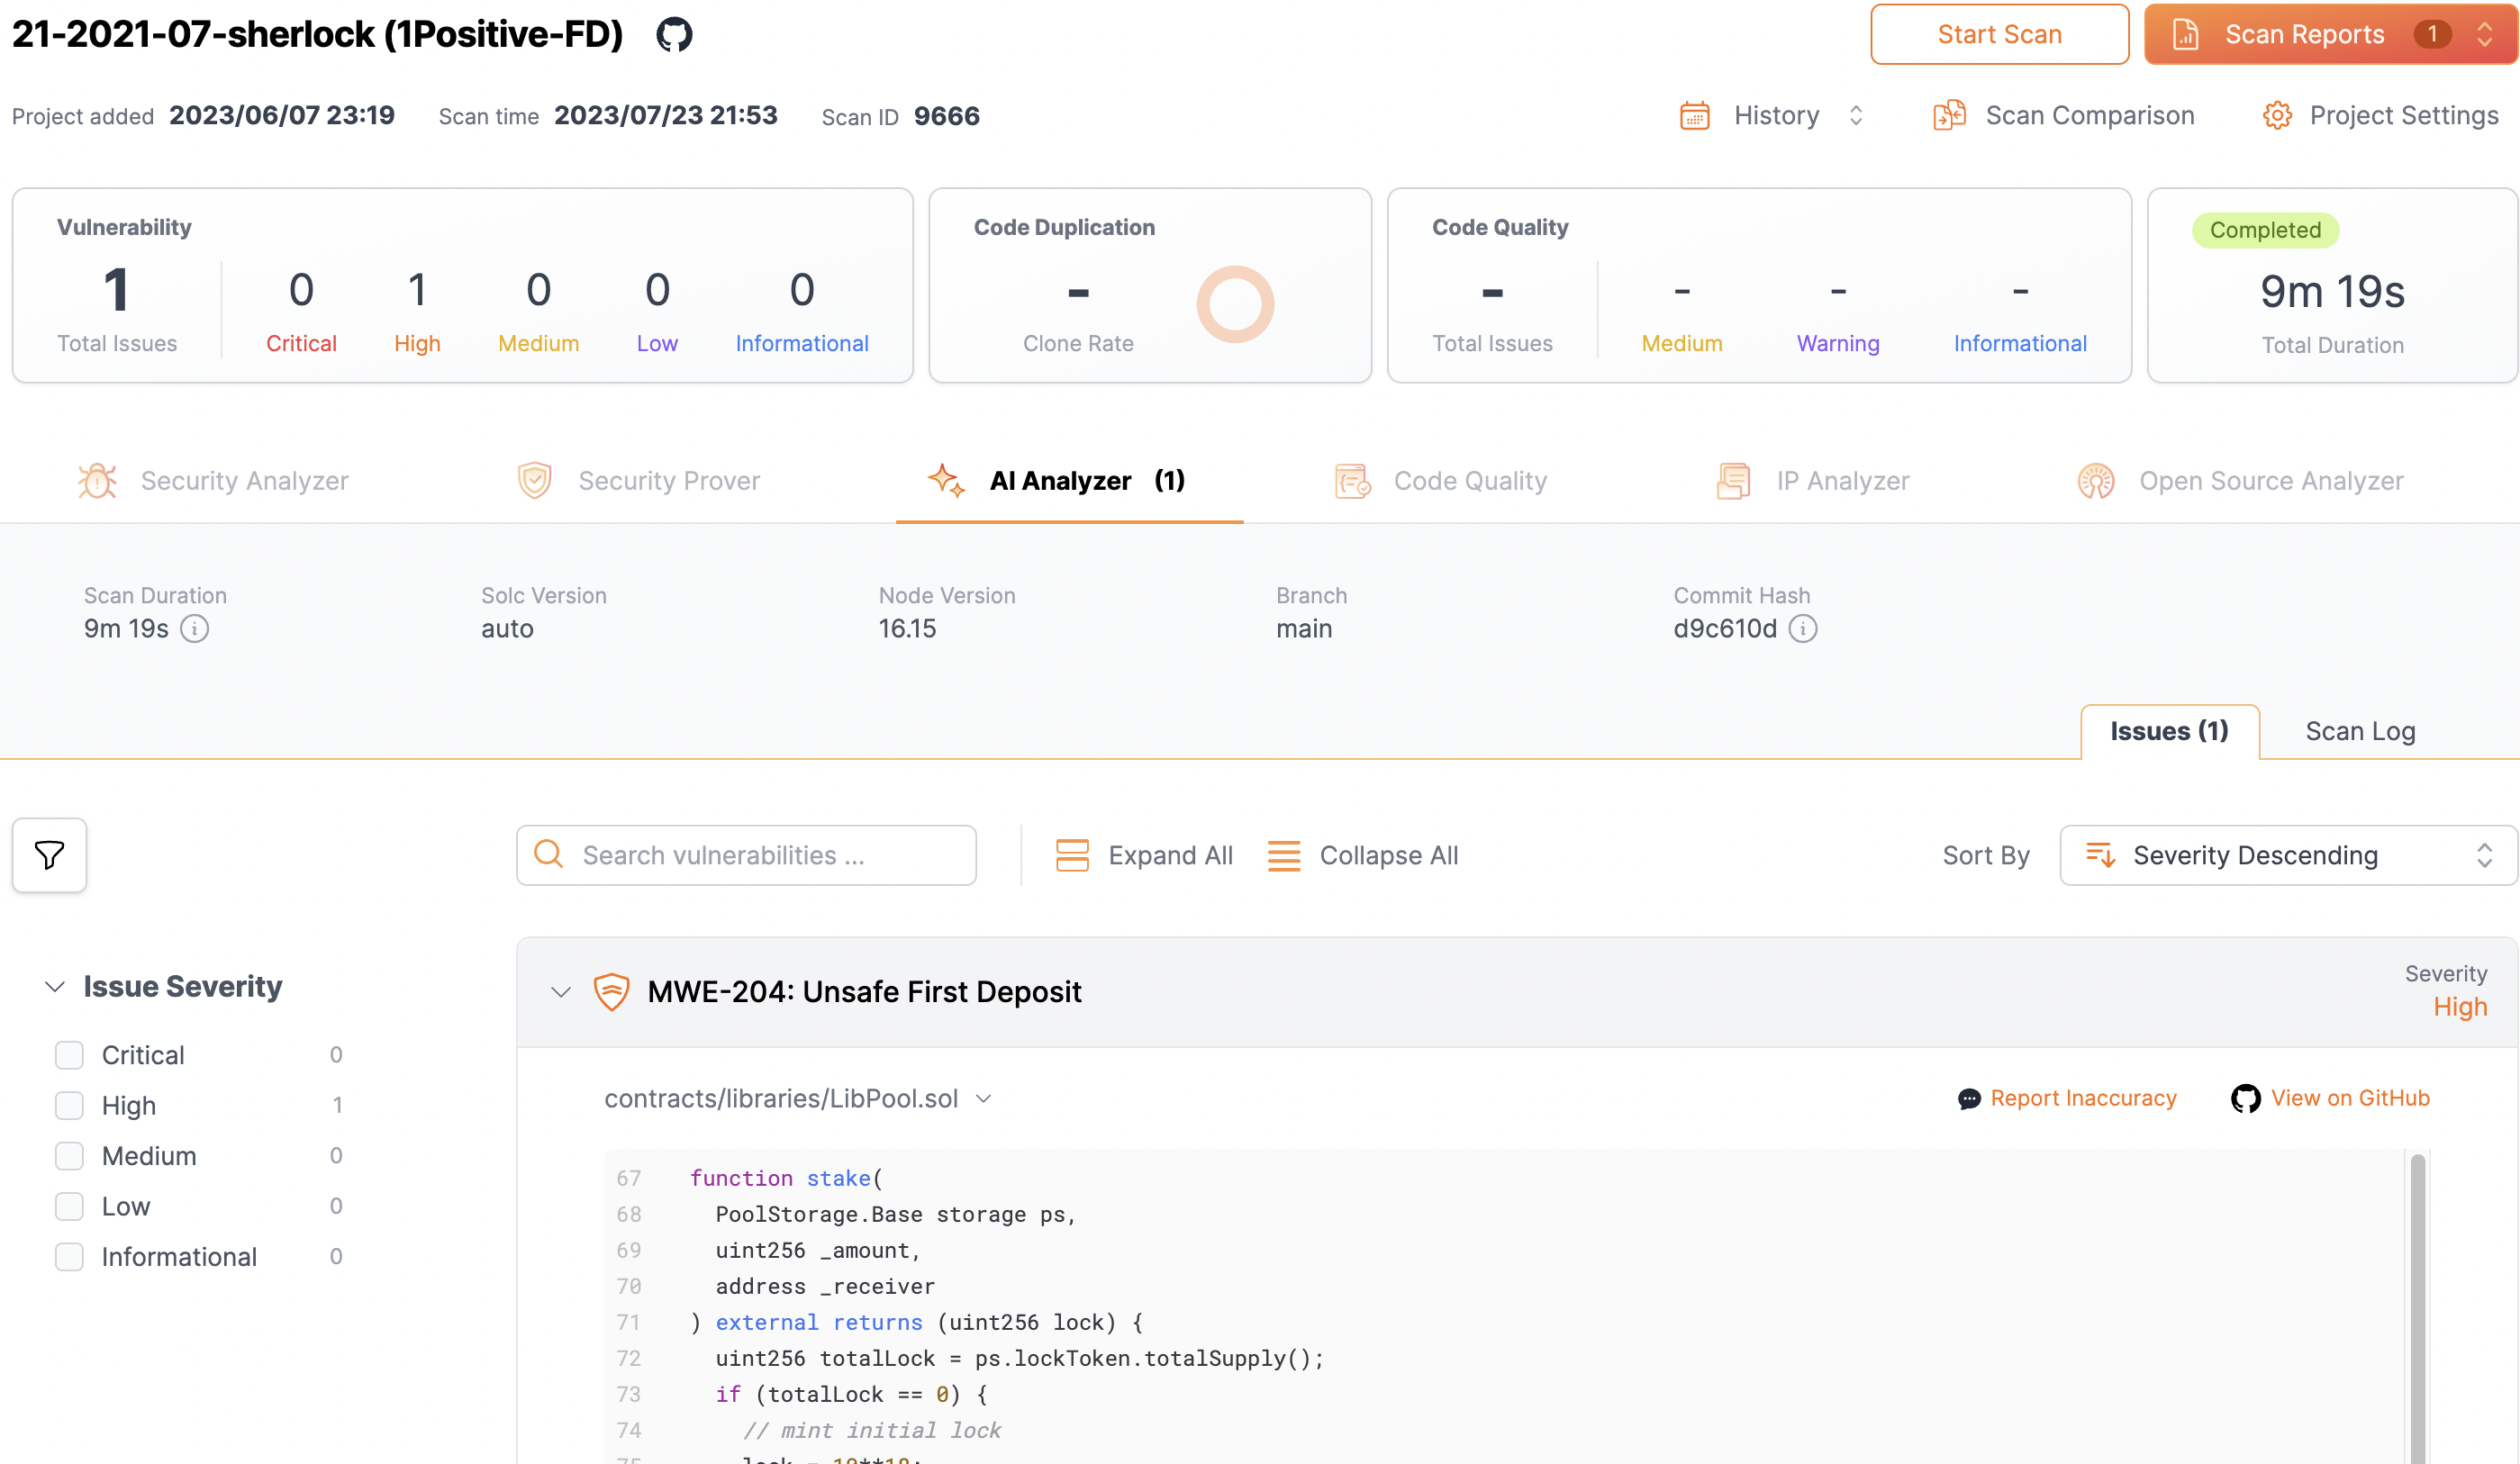 21-2021-07-sherlock (1Positive-FD)
Start Scan
Scan Reports 1
Project added 2023/06/07 23:19 Scan time 2023/07/23 21:53 Scan ID 9666
History Scan Comparison Project Settings
Vulnerability
1 0 1 0 0 0
Total Issues Critical High Medium Low Informational
Code Duplication
-
Clone Rate
Code Quality
- - - -
Total Issues Medium Warning Informational
Completed
9m 19s
Total Duration
Security Analyzer Security Prover AI Analyzer (1) Code Quality IP Analyzer Open Source Analyzer
Scan Duration Solc Version Node Version Branch Commit Hash
9m 19s auto 16.15 main d9c610d
Issues (1) Scan Log
Search vulnerabilities ... Expand All Collapse All Sort By Severity Descending
Issue Severity
Critical 0
High 1
Medium 0
Low 0
Informational 0
MWE-204: Unsafe First Deposit
Severity
High
contracts/libraries/LibPool.sol Report Inaccuracy View on GitHub
67 function stake(
68 PoolStorage.Base storage ps,
69 uint256 _amount,
70 address _receiver
71 ) external returns (uint256 lock) {
72 uint256 totalLock = ps.lockToken.totalSupply();
73 if (totalLock == 0) {
74 // mint initial lock
75 lock = 10**18;